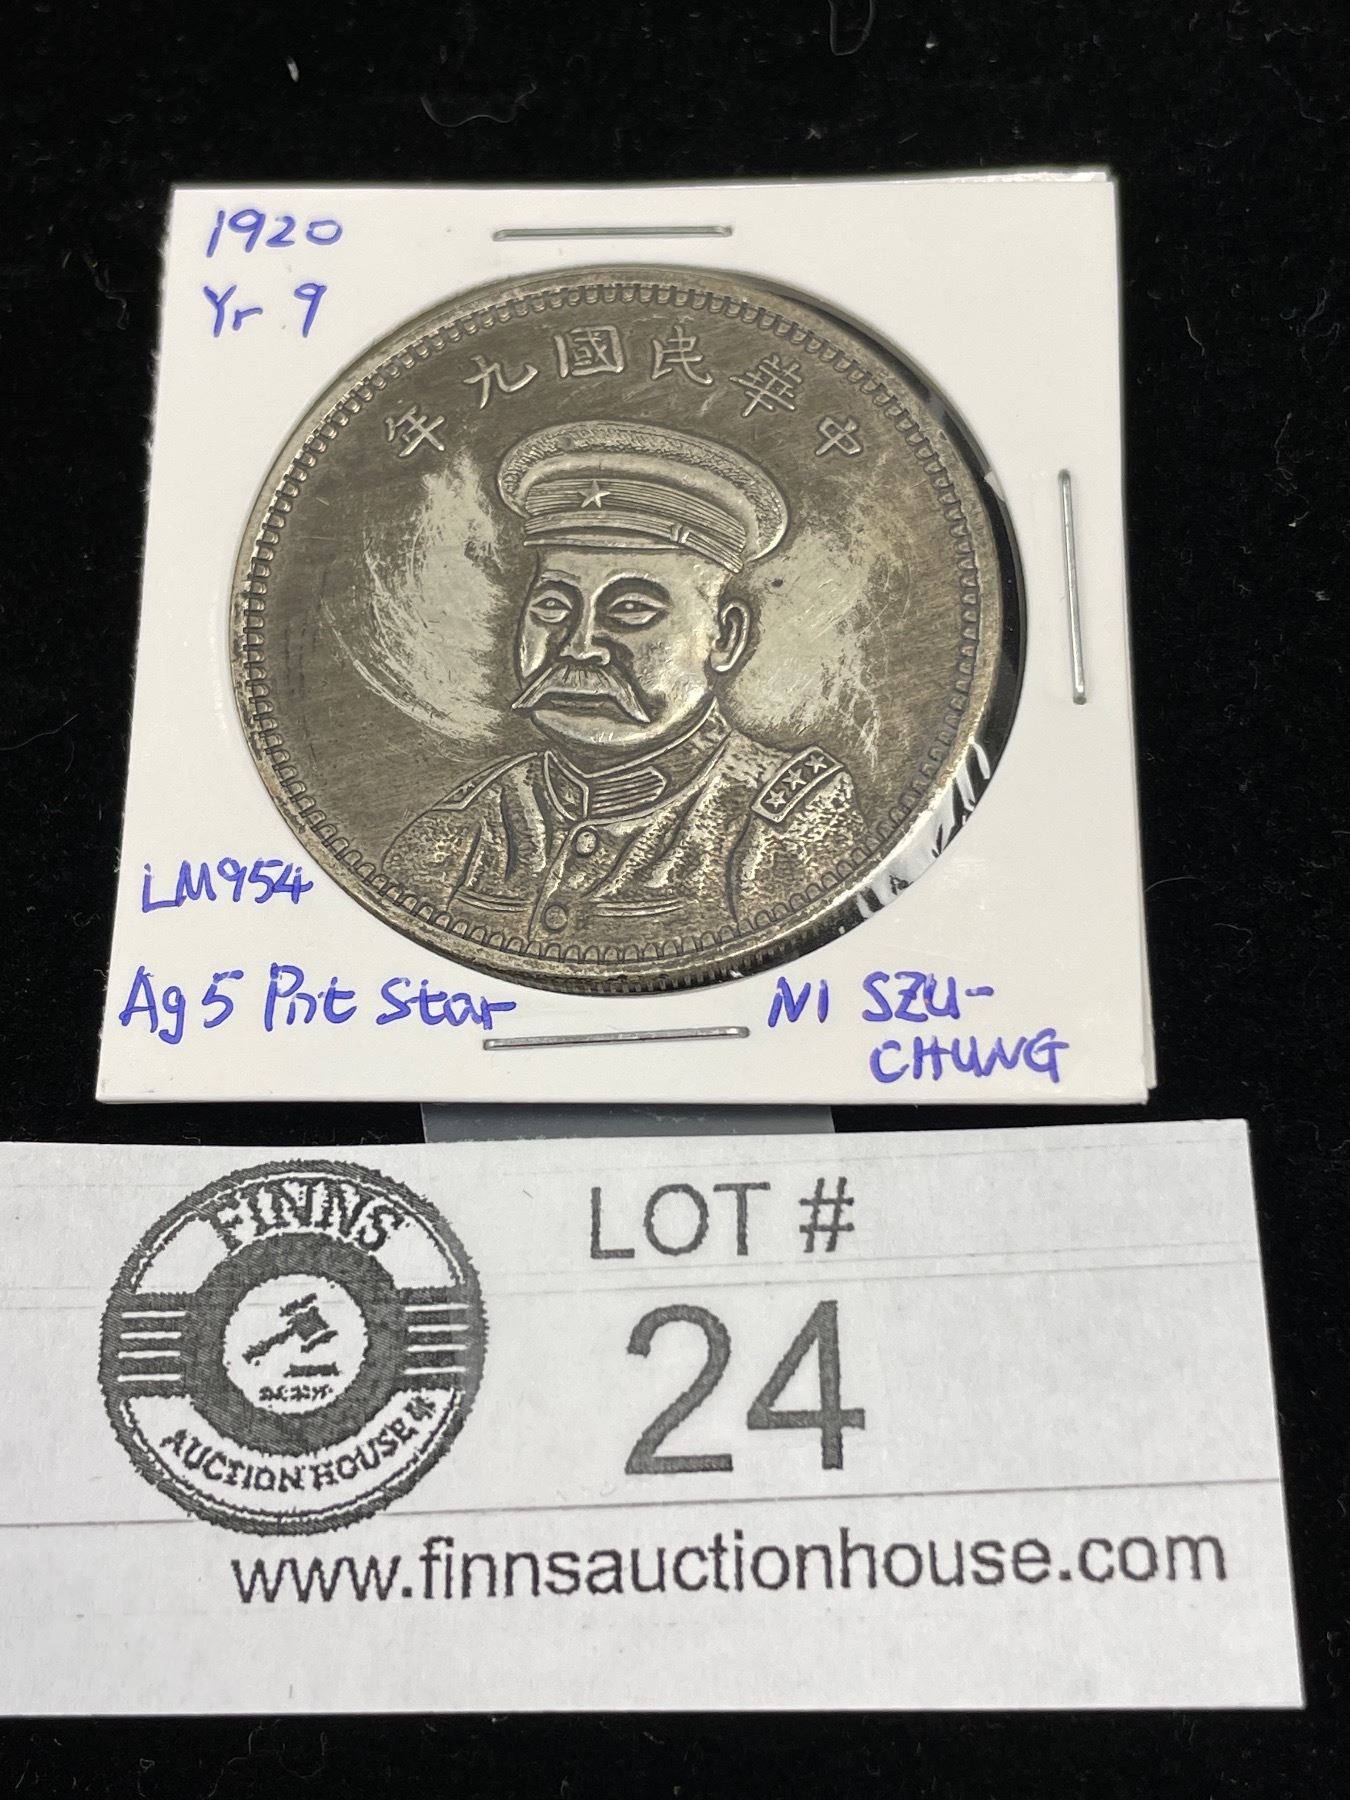 1920
Yr 9
中華民國九年
LM954
Ag 5 Pnt Star
NI SZU-
CHUNG
FINNS
AUCTION HOUSE
LOT #
24
www.finnsauctionhouse.com